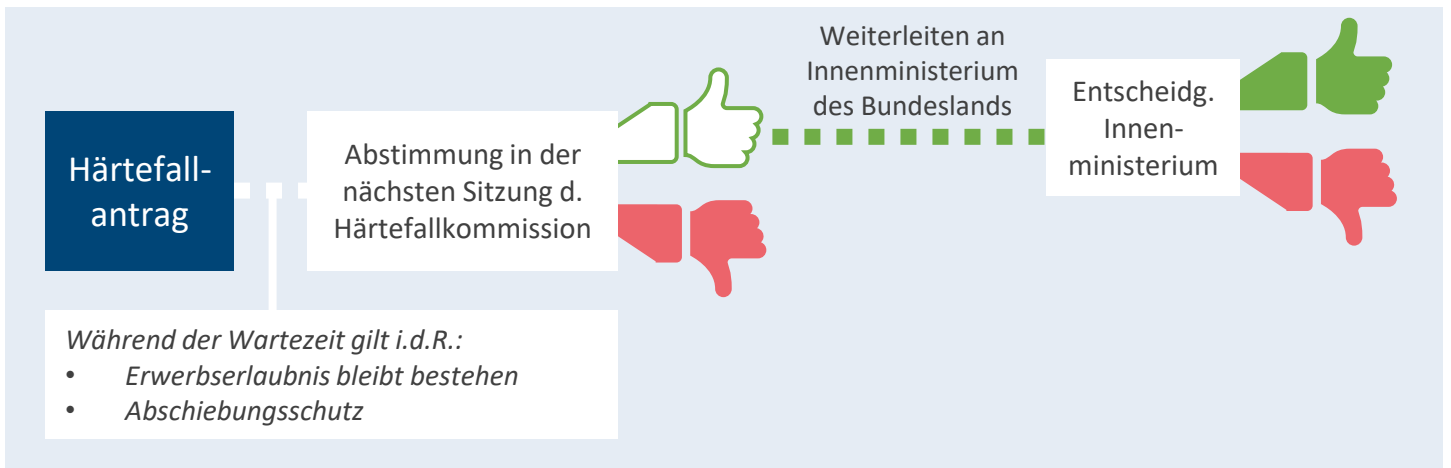 Härtefall-
antrag
Abstimmung in der
nächsten Sitzung d.
Härtefallkommission
Weiterleiten an
Innenministerium
des Bundeslands
Entscheidg.
Innen-
ministerium
Während der Wartezeit gilt i.d.R.:
• Erwerbserlaubnis bleibt bestehen
• Abschiebungsschutz